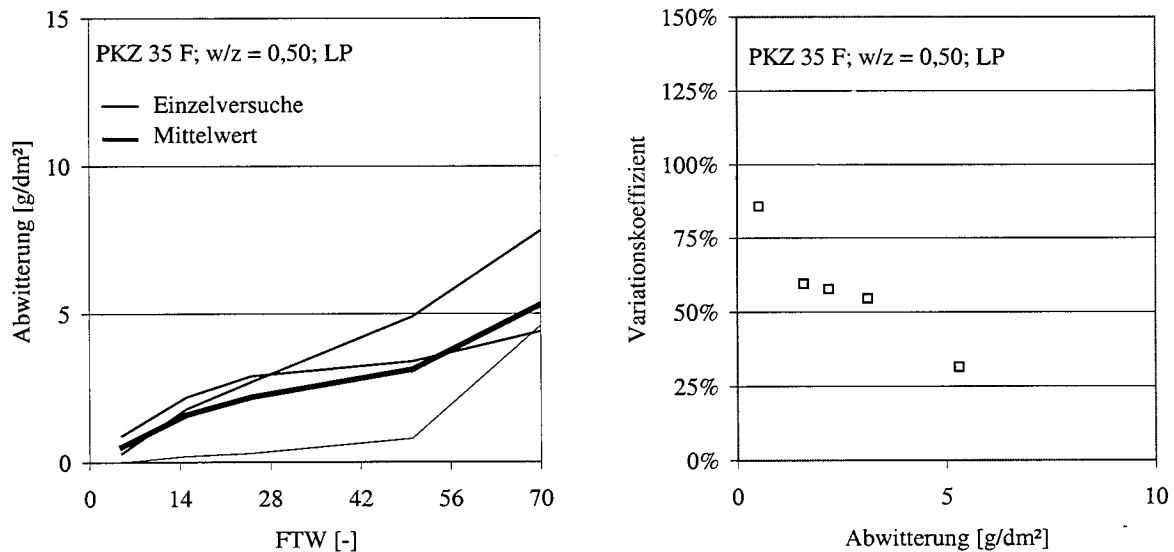 15
PKZ 35 F; w/z = 0,50; LP
Einzelversuche
Mittelwert
10
5
0
0 14 28 42 56 70
FTW [-]
Abwitterung [g/dm²]
150%
PKZ 35 F; w/z = 0,50; LP
125%
100%
75%
50%
25%
0%
0 5 10
Abwitterung [g/dm²]
Variationskoeffizient